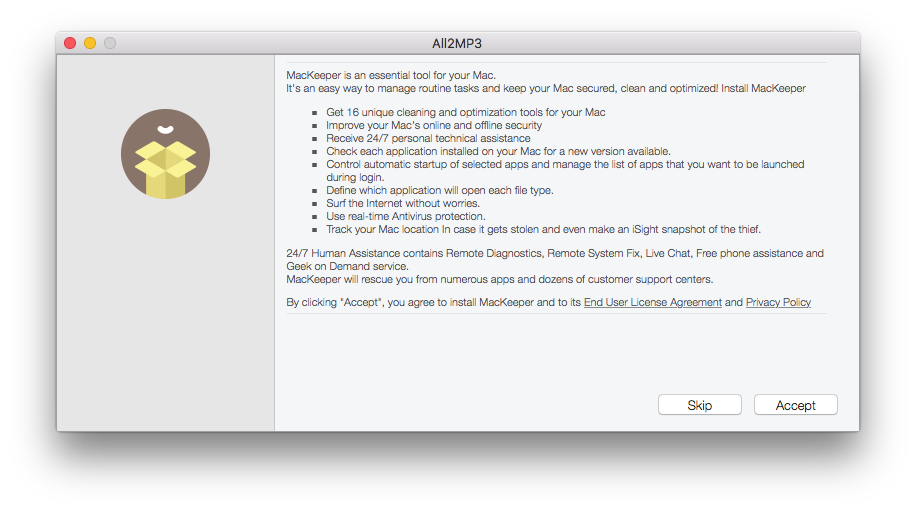 All2MP3
MacKeeper is an essential tool for your Mac.
It's an easy way to manage routine tasks and keep your Mac secured, clean and optimized! Install MacKeeper
Get 16 unique cleaning and optimization tools for your Mac
Improve your Mac's online and offline security
Receive 24/7 personal technical assistance
Check each application installed on your Mac for a new version available.
Control automatic startup of selected apps and manage the list of apps that you want to be launched
during login.
Define which application will open each file type.
Surf the Internet without worries.
Use real-time Antivirus protection.
Track your Mac location In case it gets stolen and even make an iSight snapshot of the thief.
24/7 Human Assistance contains Remote Diagnostics, Remote System Fix, Live Chat, Free phone assistance and
Geek on Demand service.
MacKeeper will rescue you from numerous apps and dozens of customer support centers.
By clicking "Accept", you agree to install MacKeeper and to its End User License Agreement and Privacy Policy
Skip
Accept